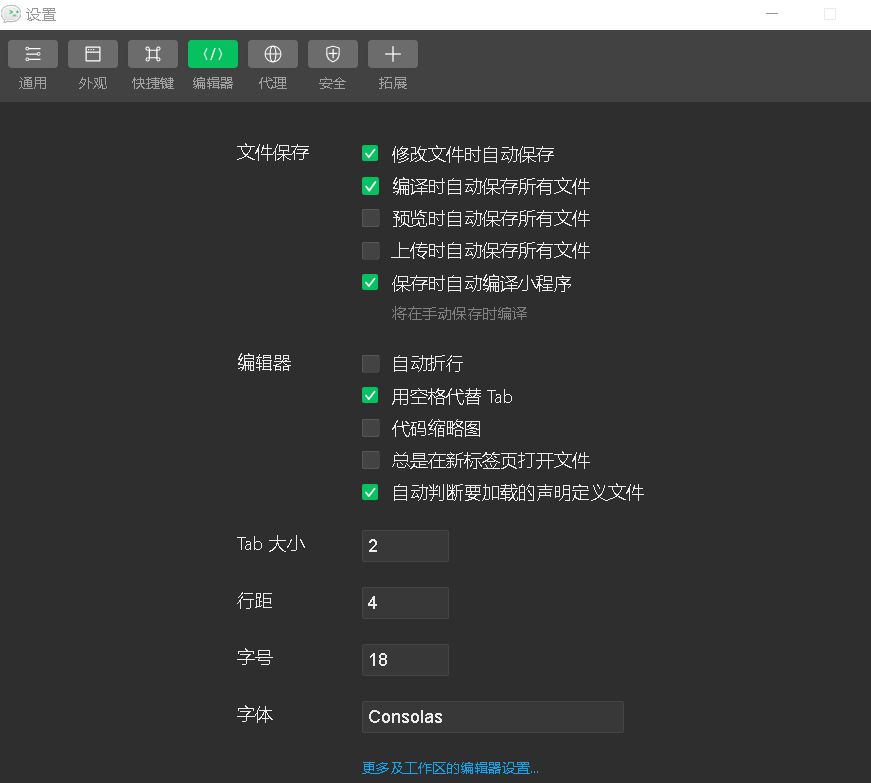 设置
通用 外观 快捷键 编辑器 代理 安全 拓展
文件保存
修改文件时自动保存
编译时自动保存所有文件
预览时自动保存所有文件
上传时自动保存所有文件
保存时自动编译小程序
将在手动保存时编译
编辑器
自动折行
用空格代替 Tab
代码缩略图
总是在新标签页打开文件
自动判断要加载的声明定义文件
Tab 大小 2
行距 4
字号 18
字体 Consolas
更多及工作区的编辑器设置...